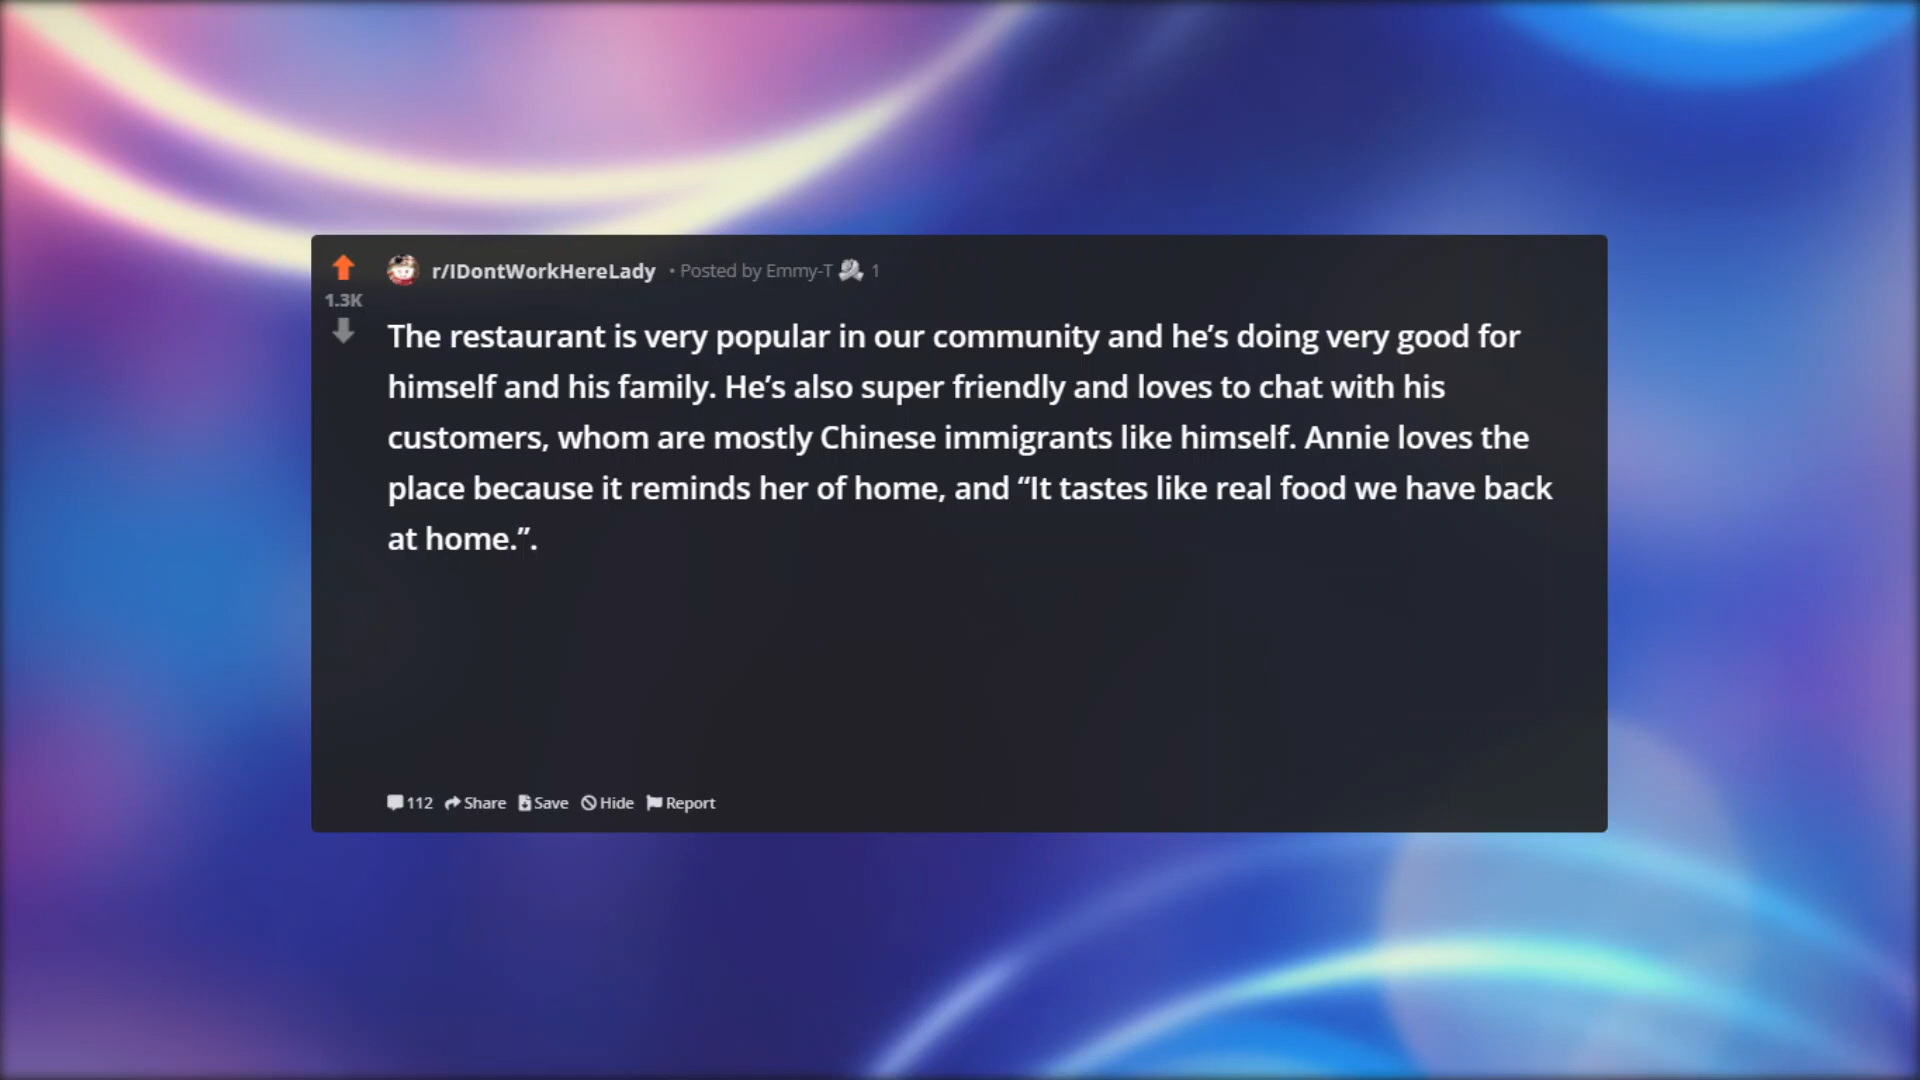 r/IDontWorkHereLady • Posted by Emmy-T 1
1.3K
The restaurant is very popular in our community and he’s doing very good for
himself and his family. He’s also super friendly and loves to chat with his
customers, whom are mostly Chinese immigrants like himself. Annie loves the
place because it reminds her of home, and “It tastes like real food we have back
at home.”.
112 Share Save Hide Report